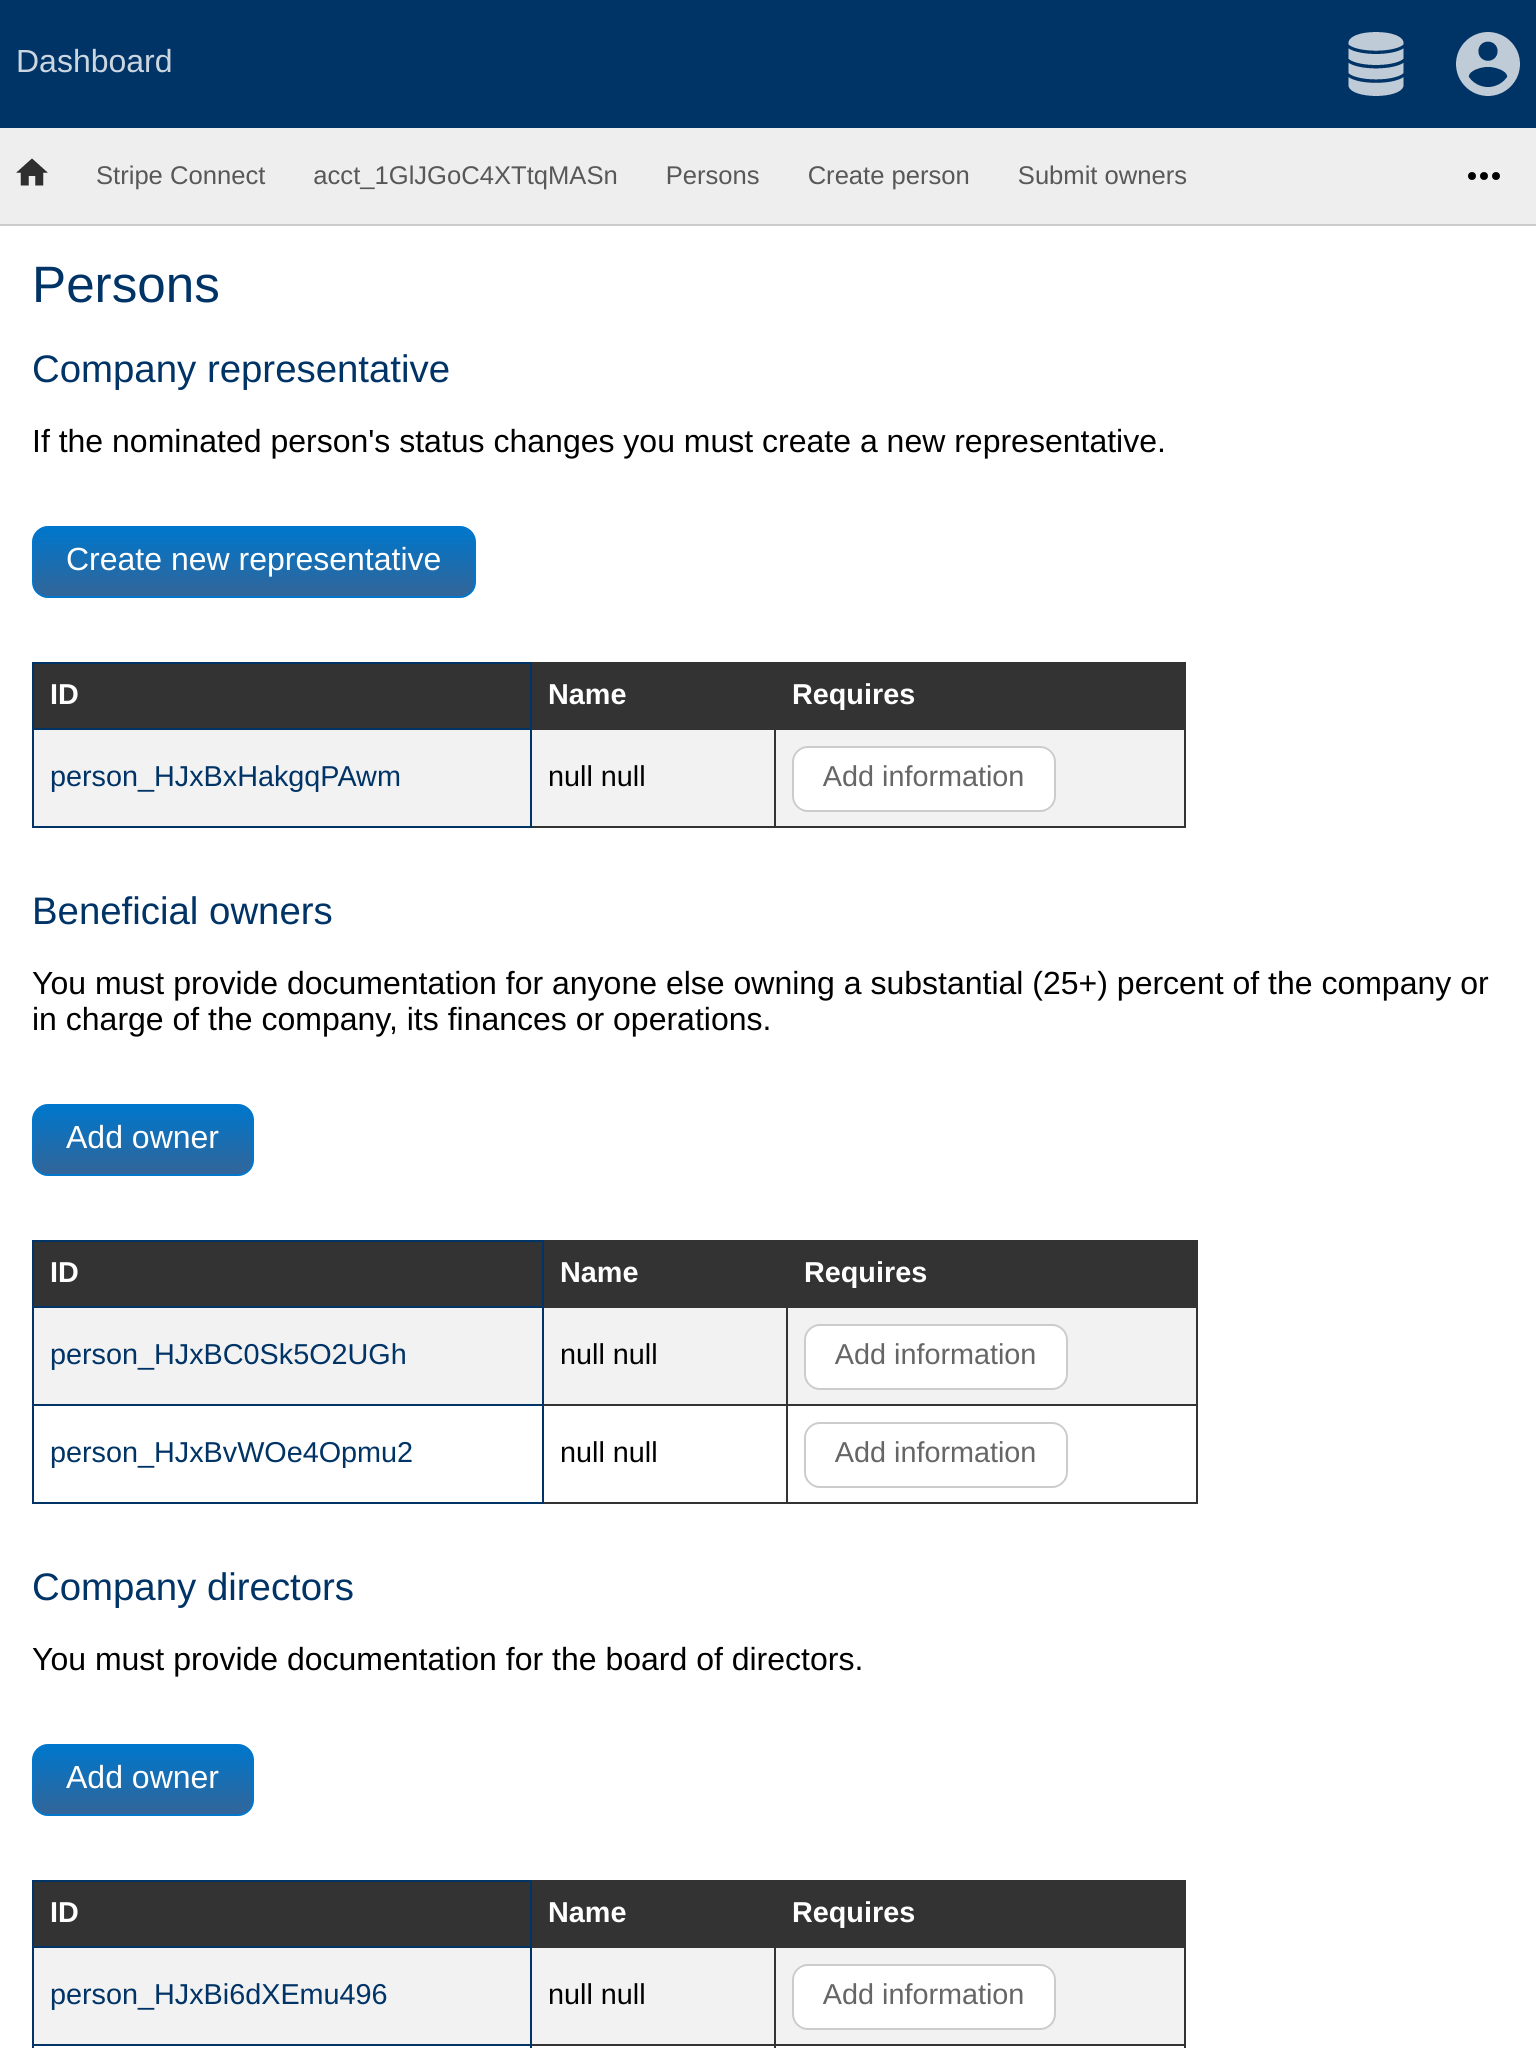 Dashboard
Stripe Connect acct_1GlJGoC4XTtqMASn Persons Create person Submit owners
Persons
Company representative
If the nominated person's status changes you must create a new representative.
Create new representative
ID Name Requires
person_HJxBxHakgqPAwm null null Add information
Beneficial owners
You must provide documentation for anyone else owning a substantial (25+) percent of the company or
in charge of the company, its finances or operations.
Add owner
ID Name Requires
person_HJxBC0Sk5O2UGh null null Add information
person_HJxBvWOe4Opmu2 null null Add information
Company directors
You must provide documentation for the board of directors.
Add owner
ID Name Requires
person_HJxBi6dXEmu496 null null Add information